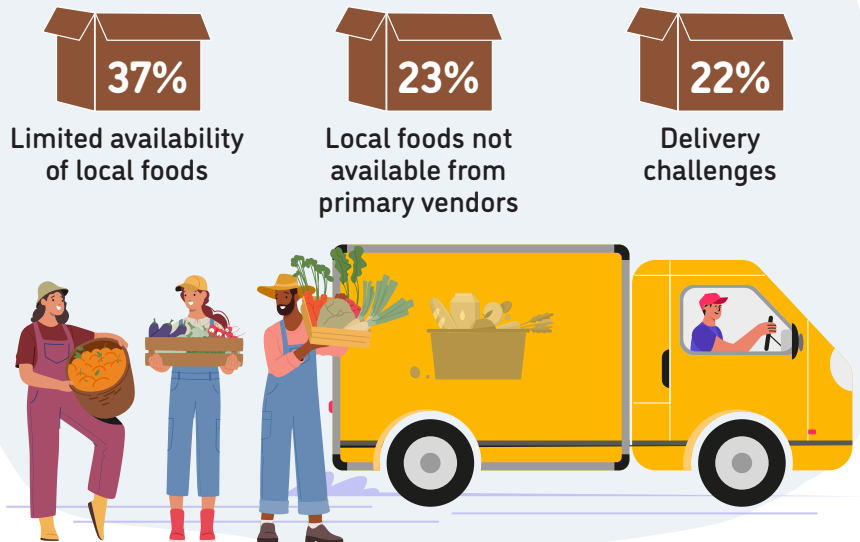 37%
Limited availability
of local foods
23%
Local foods not
available from
primary vendors
22%
Delivery
challenges